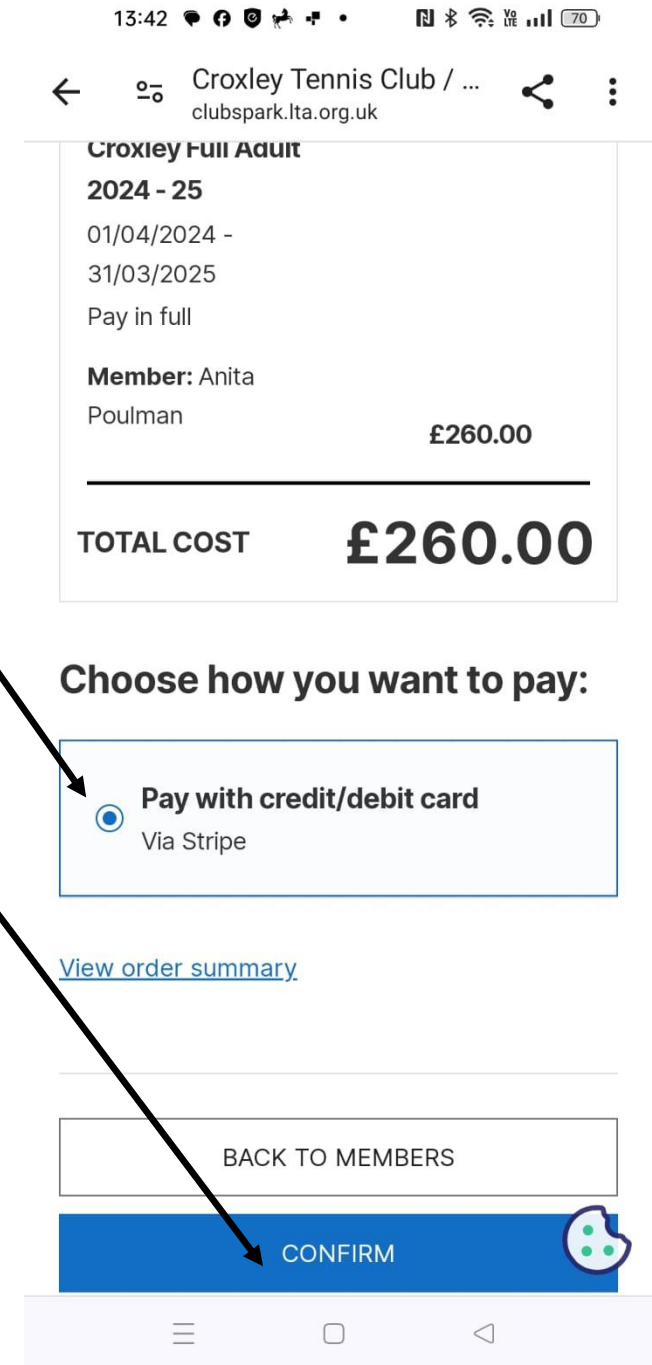 13:42
70
Croxley Tennis Club / ...
clubspark.lta.org.uk
Croxley Full Adult
2024 - 25
01/04/2024 -
31/03/2025
Pay in full
Member: Anita
Poulman
£260.00
TOTAL COST £260.00
Choose how you want to pay:
Pay with credit/debit card
Via Stripe
View order summary
BACK TO MEMBERS
CONFIRM